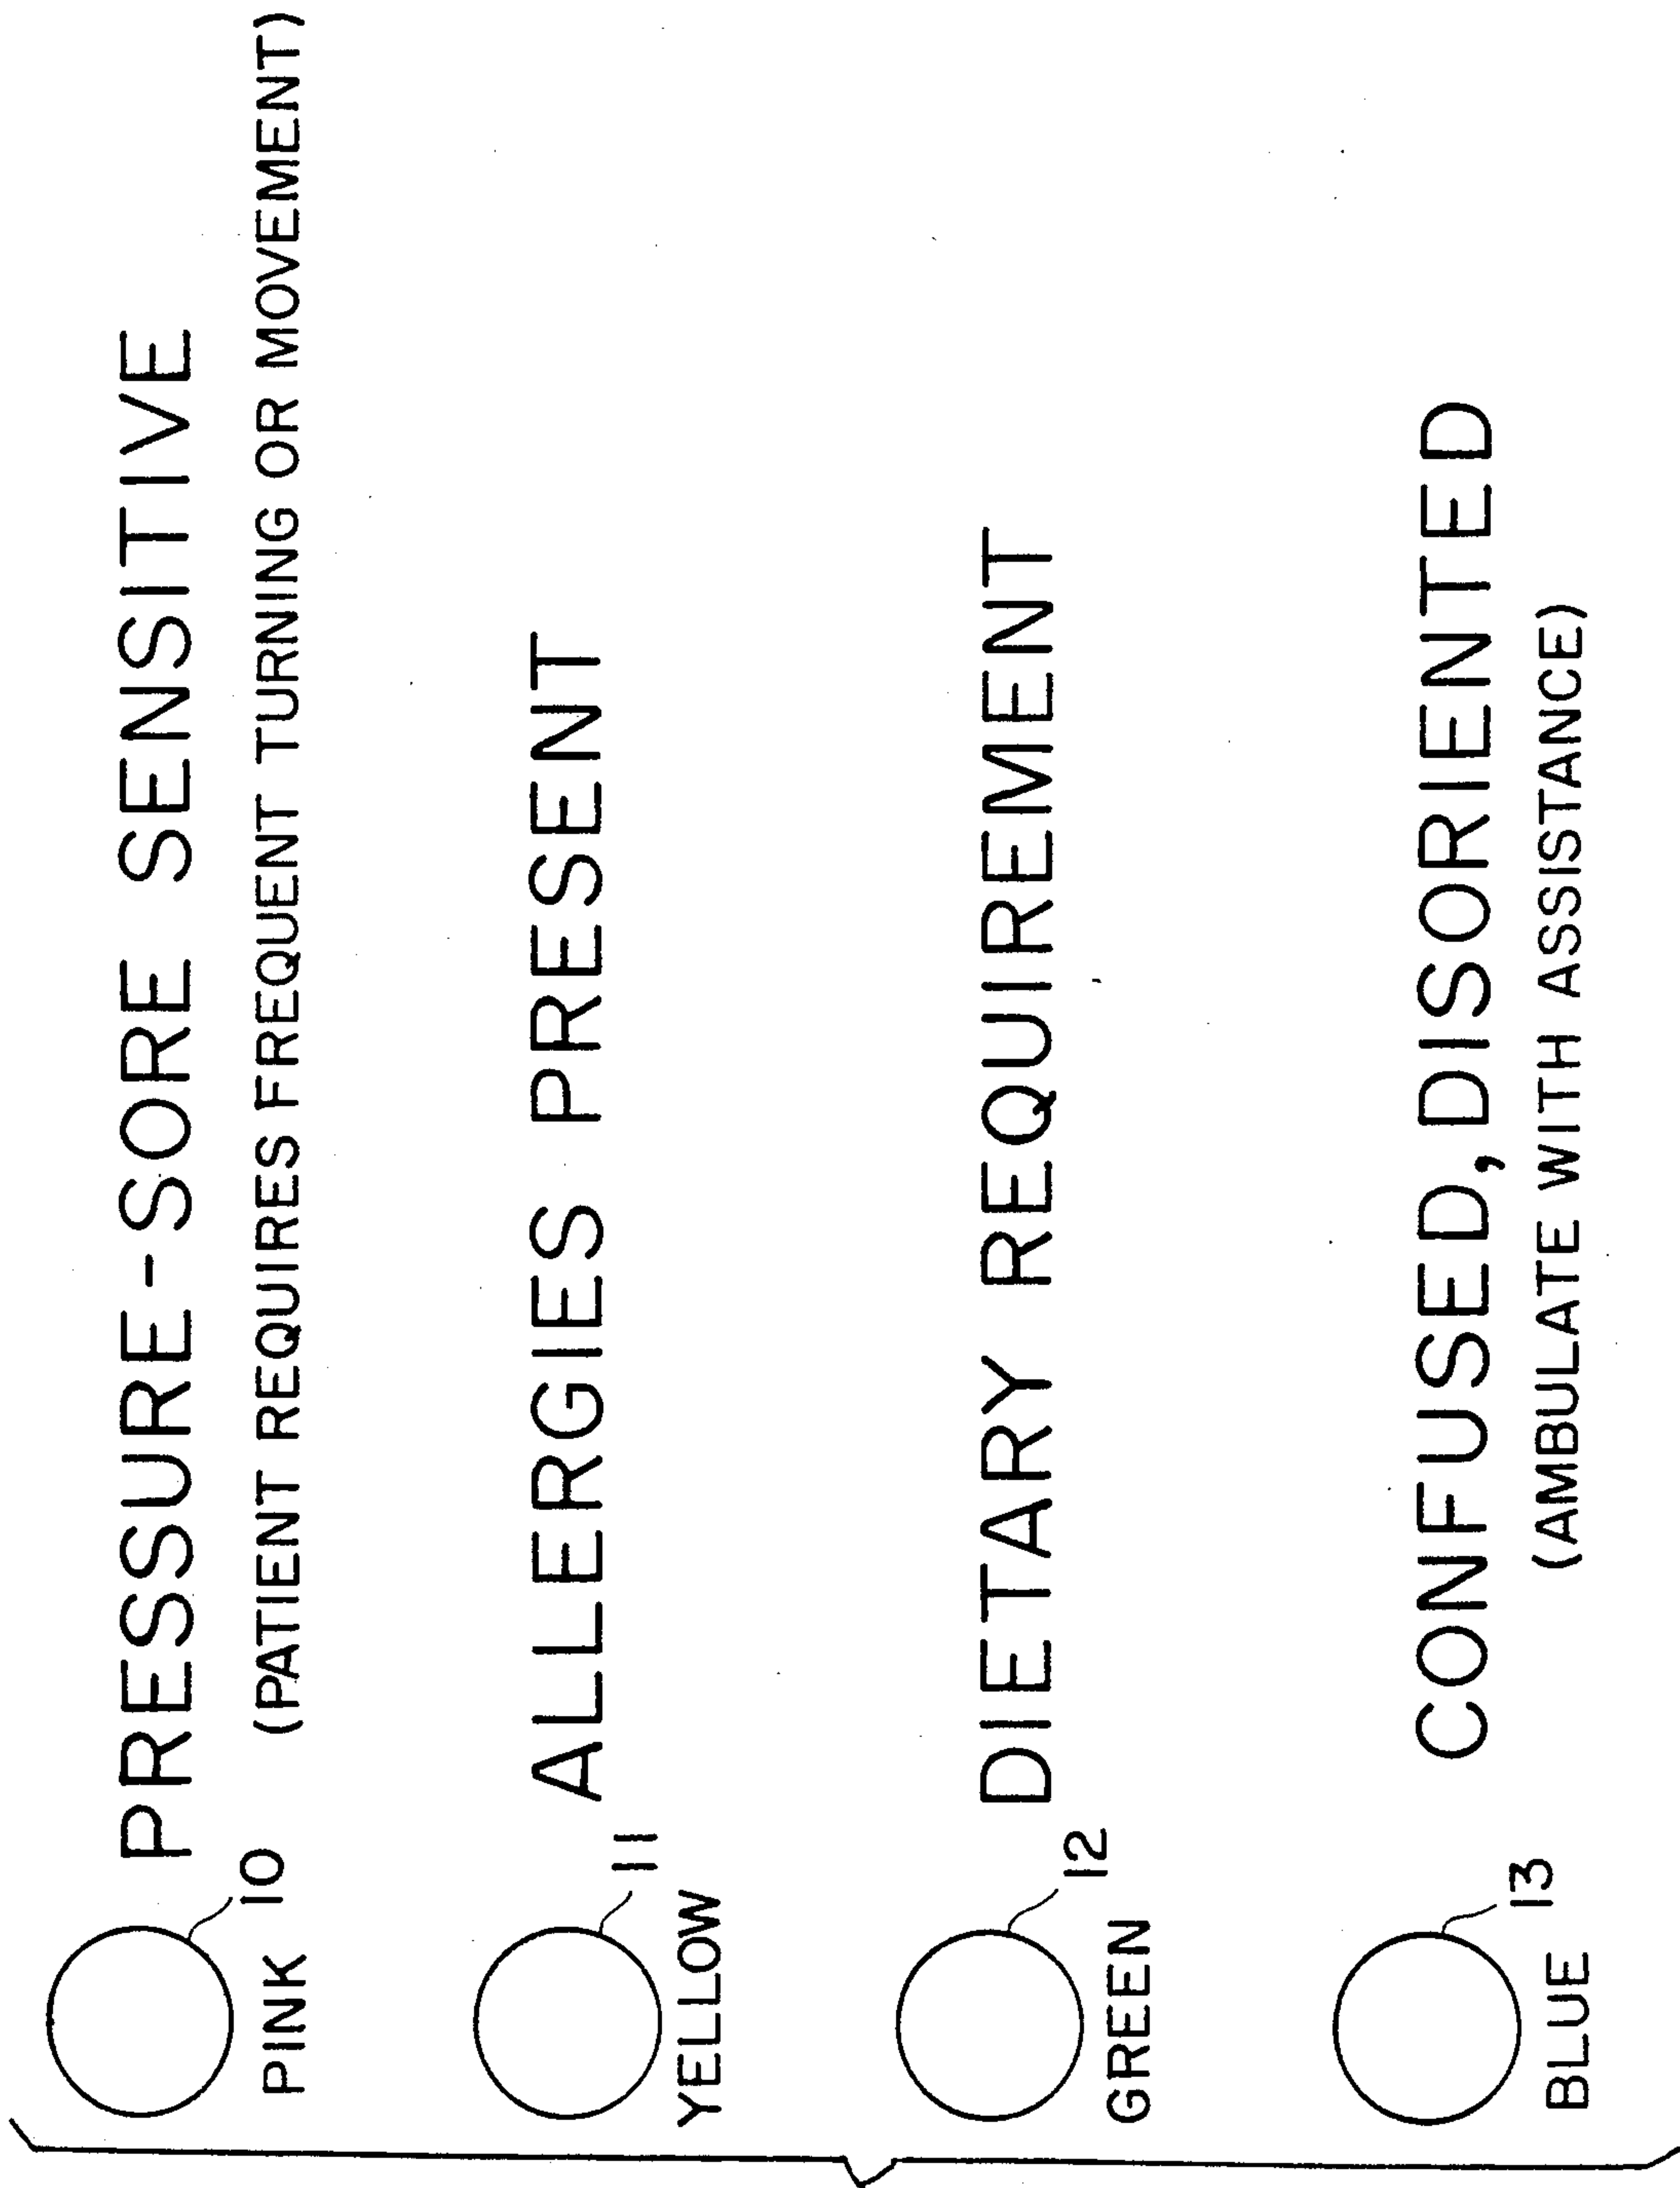 PRESSURE-SORE SENSITIVE
10
PINK (PATIENT REQUIRES FREQUENT TURNING OR MOVEMENT)
ALLERGIES PRESENT
11
YELLOW
DIETARY REQUIREMENT
12
GREEN
CONFUSED, DISORIENTED
13
BLUE (AMBULATE WITH ASSISTANCE)